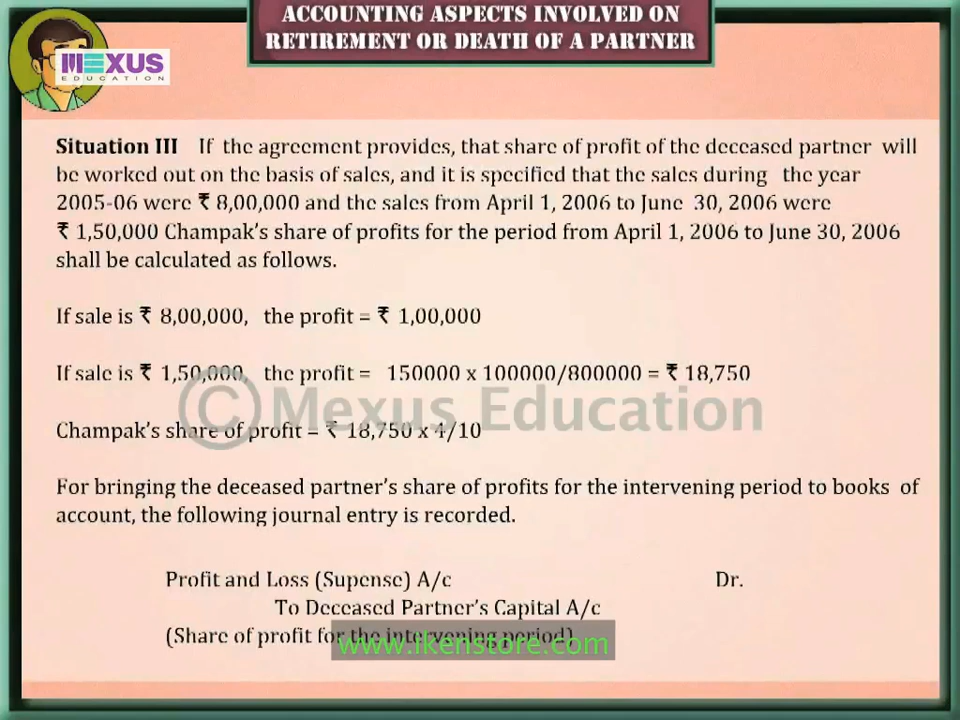 ACCOUNTING ASPECTS INVOLVED ON
RETIREMENT OR DEATH OF A PARTNER
MEXUS
EDUCATION
Situation III If the agreement provides, that share of profit of the deceased partner will
be worked out on the basis of sales, and it is specified that the sales during the year
2005-06 were ₹ 8,00,000 and the sales from April 1, 2006 to June 30, 2006 were
₹ 1,50,000 Champak's share of profits for the period from April 1, 2006 to June 30, 2006
shall be calculated as follows.
If sale is ₹ 8,00,000, the profit = ₹ 1,00,000
If sale is ₹ 1,50,000, the profit = 150000 x 100000/800000 = ₹ 18,750
© Mexus Education
Champak's share of profit = ₹ 18,750 x 4/10
For bringing the deceased partner's share of profits for the intervening period to books of
account, the following journal entry is recorded.
Profit and Loss (Supense) A/c Dr.
To Deceased Partner's Capital A/c
(Share of profit for the intervening period)
www.ikenstore.com